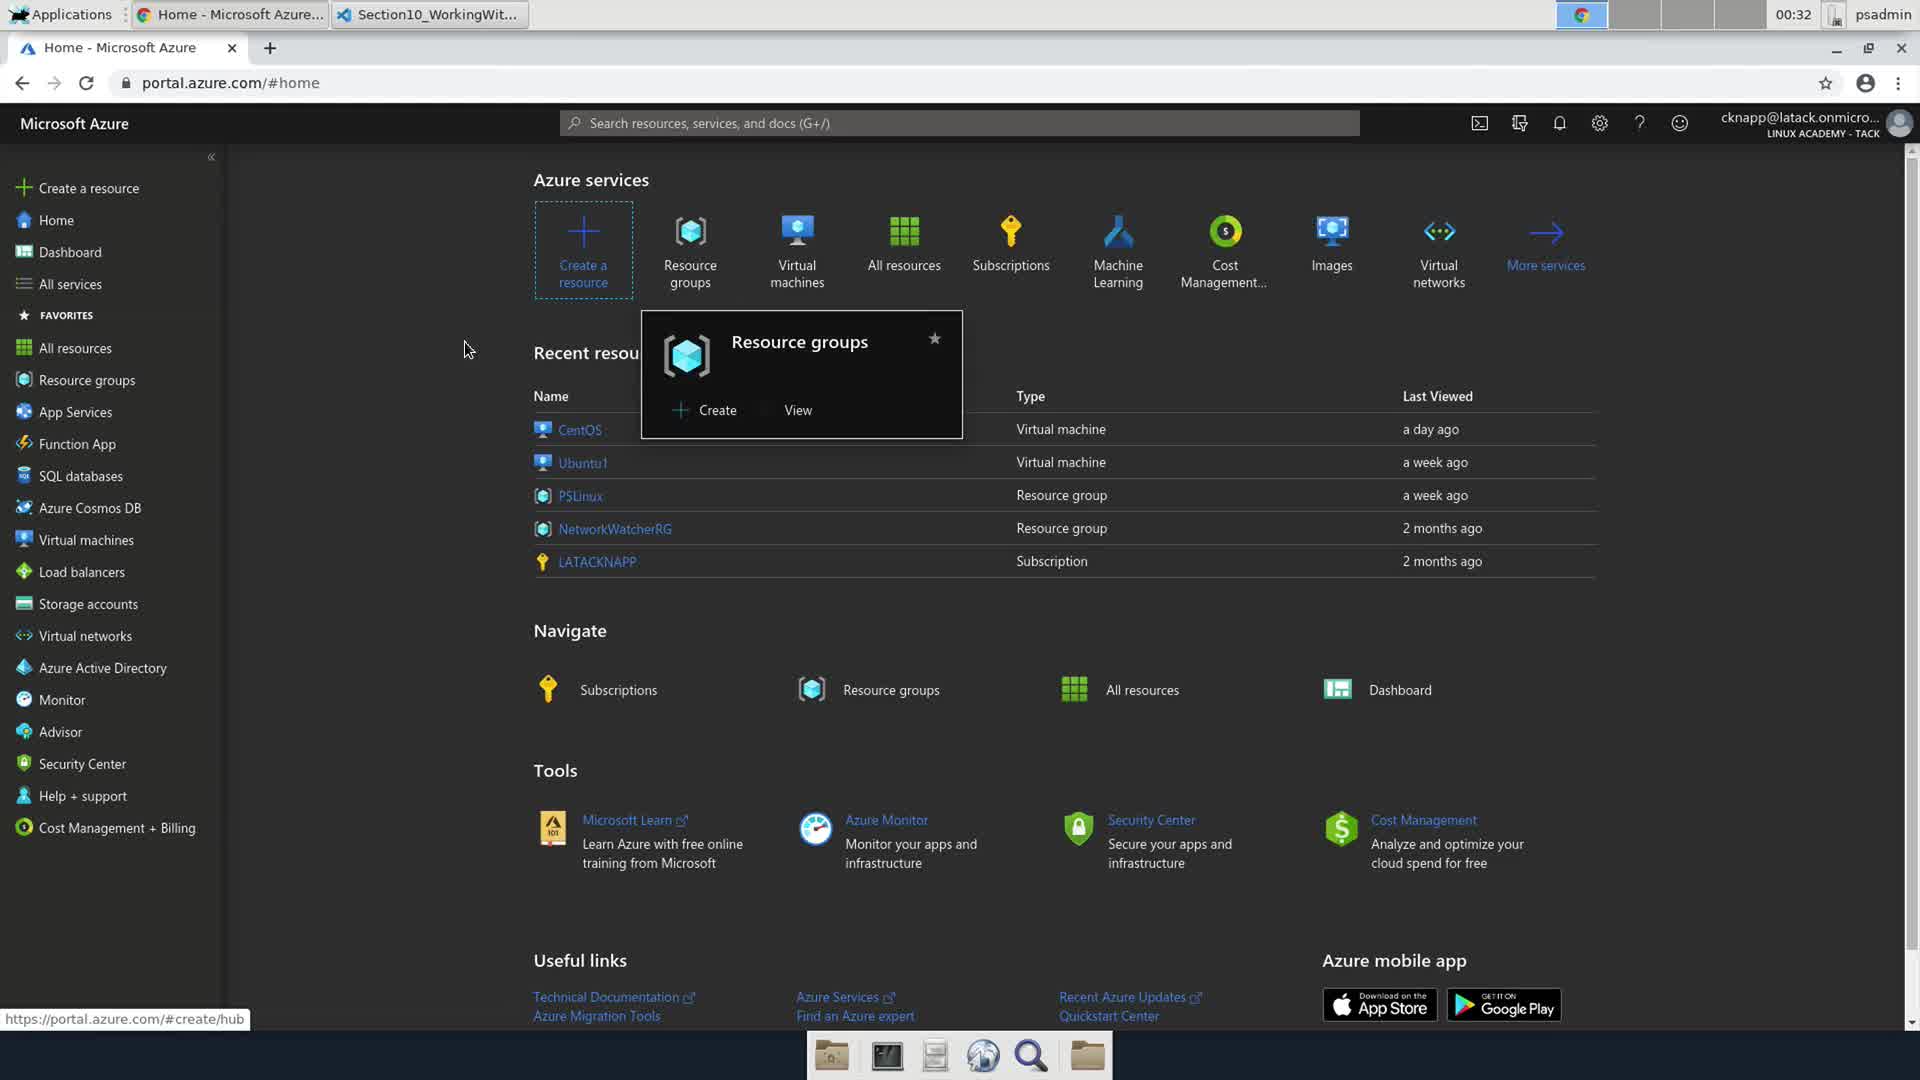 Applications
Home - Microsoft Azure...
Section10_WorkingWit...
00:32
psadmin
Home - Microsoft Azure
portal.azure.com/#home
Microsoft Azure
Search resources, services, and docs (G+/)
cknapp@latack.onmicro...
LINUX ACADEMY - TACK
Create a resource
Home
Dashboard
All services
FAVORITES
All resources
Resource groups
App Services
Function App
SQL databases
Azure Cosmos DB
Virtual machines
Load balancers
Storage accounts
Virtual networks
Azure Active Directory
Monitor
Advisor
Security Center
Help + support
Cost Management + Billing
Azure services
Create a
resource
Resource
groups
Virtual
machines
All resources
Subscriptions
Machine
Learning
Cost
Management...
Images
Virtual
networks
More services
Resource groups
Create
View
Recent resou
Name
Type
Last Viewed
CentOS
Virtual machine
a day ago
Ubuntu1
Virtual machine
a week ago
PSLinux
Resource group
a week ago
NetworkWatcherRG
Resource group
2 months ago
LATACKNAPP
Subscription
2 months ago
Navigate
Subscriptions
Resource groups
All resources
Dashboard
Tools
Microsoft Learn
Learn Azure with free online
training from Microsoft
Azure Monitor
Monitor your apps and
infrastructure
Security Center
Secure your apps and
infrastructure
Cost Management
Analyze and optimize your
cloud spend for free
Useful links
Technical Documentation
Azure Services
Recent Azure Updates
Azure Migration Tools
Find an Azure expert
Quickstart Center
Azure mobile app
Download on the
App Store
GET IT ON
Google Play
https://portal.azure.com/#create/hub